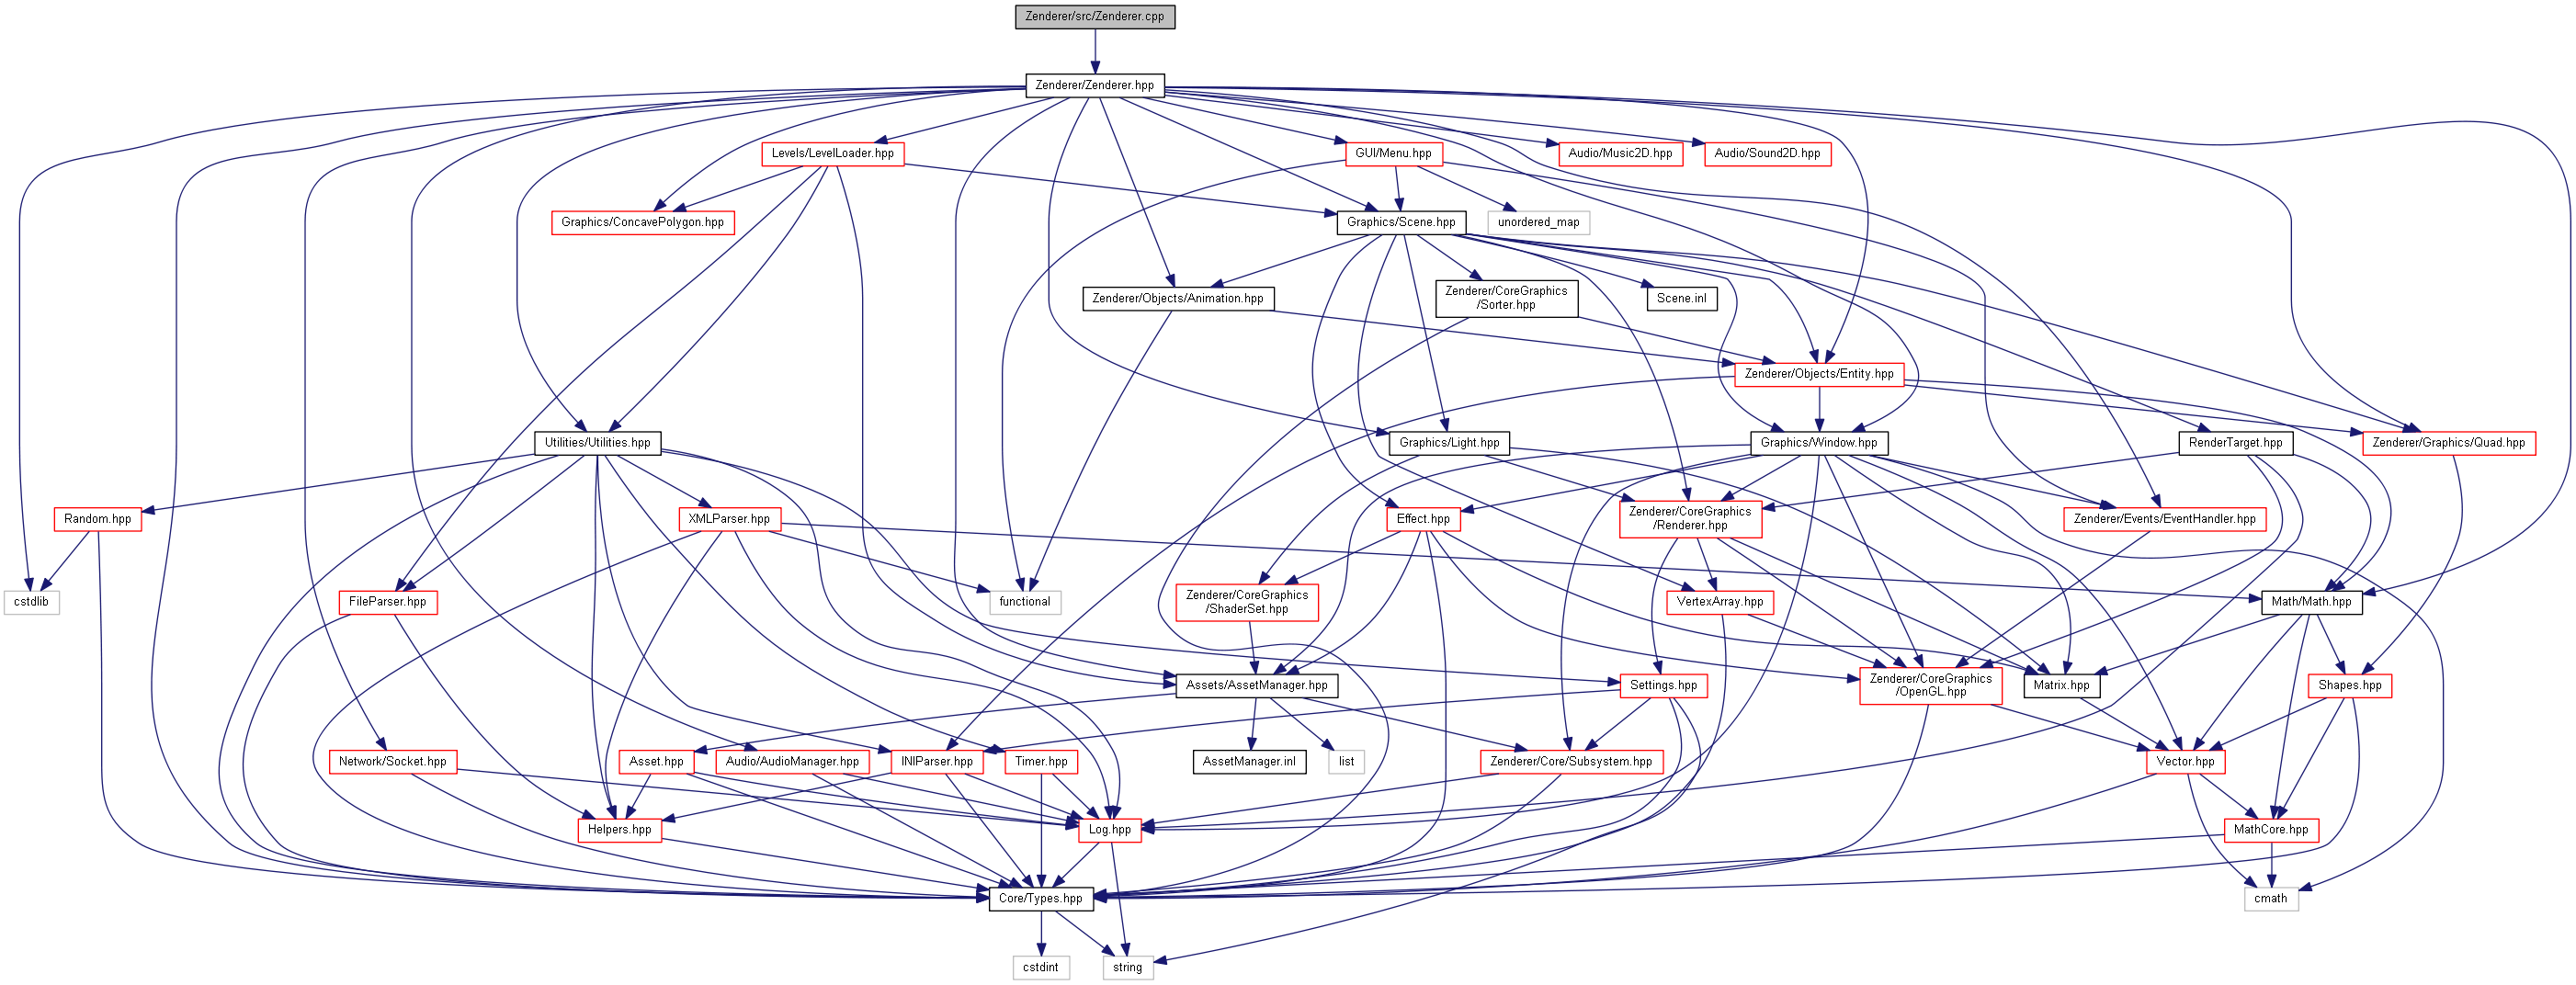 Zenderer/src/Zenderer.cpp
Zenderer/Zenderer.hpp
Levels/LevelLoader.hpp
GUI/Menu.hpp
Audio/Music2D.hpp
Audio/Sound2D.hpp
Graphics/ConcavePolygon.hpp
Graphics/Scene.hpp
unordered_map
Zenderer/Objects/Animation.hpp
Zenderer/CoreGraphics
/Sorter.hpp
Scene.inl
Zenderer/Objects/Entity.hpp
Utilities/Utilities.hpp
Graphics/Light.hpp
Graphics/Window.hpp
RenderTarget.hpp
Zenderer/Graphics/Quad.hpp
Random.hpp
XMLParser.hpp
Effect.hpp
Zenderer/CoreGraphics
/Renderer.hpp
Zenderer/Events/EventHandler.hpp
cstdlib
FileParser.hpp
Zenderer/CoreGraphics
/ShaderSet.hpp
functional
VertexArray.hpp
Math/Math.hpp
Assets/AssetManager.hpp
Settings.hpp
Zenderer/CoreGraphics
/OpenGL.hpp
Matrix.hpp
Shapes.hpp
Network/Socket.hpp
Asset.hpp
Audio/AudioManager.hpp
INIParser.hpp
Timer.hpp
AssetManager.inl
list
Zenderer/Core/Subsystem.hpp
Vector.hpp
Helpers.hpp
Log.hpp
MathCore.hpp
Core/Types.hpp
cmath
cstdint
string